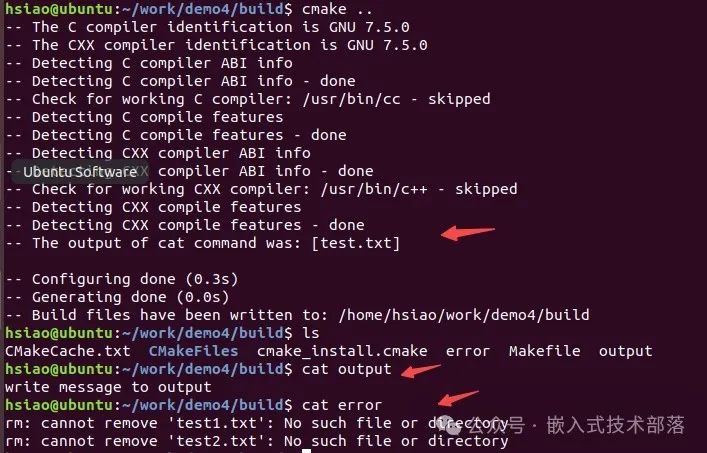 hsiao@ubuntu:~/work/demo4/build$ cmake ..
-- The C compiler identification is GNU 7.5.0
-- The CXX compiler identification is GNU 7.5.0
-- Detecting C compiler ABI info
-- Detecting C compiler ABI info - done
-- Check for working C compiler: /usr/bin/cc - skipped
-- Detecting C compile features
-- Detecting C compile features - done
-- Detecting CXX compiler ABI info
-- Detecting CXX compiler ABI info - done
Ubuntu Software
-- Check for working CXX compiler: /usr/bin/c++ - skipped
-- Detecting CXX compile features
-- Detecting CXX compile features - done
-- The output of cat command was: [test.txt]
-- Configuring done (0.3s)
-- Generating done (0.0s)
-- Build files have been written to: /home/hsiao/work/demo4/build
hsiao@ubuntu:~/work/demo4/build$ ls
CMakeCache.txt  CMakeFiles  cmake_install.cmake  error  Makefile  output
hsiao@ubuntu:~/work/demo4/build$ cat output
write message to output
hsiao@ubuntu:~/work/demo4/build$ cat error
rm: cannot remove 'test1.txt': No such file or directory
公众号 · 嵌入式技术部落
rm: cannot remove 'test2.txt': No such file or directory